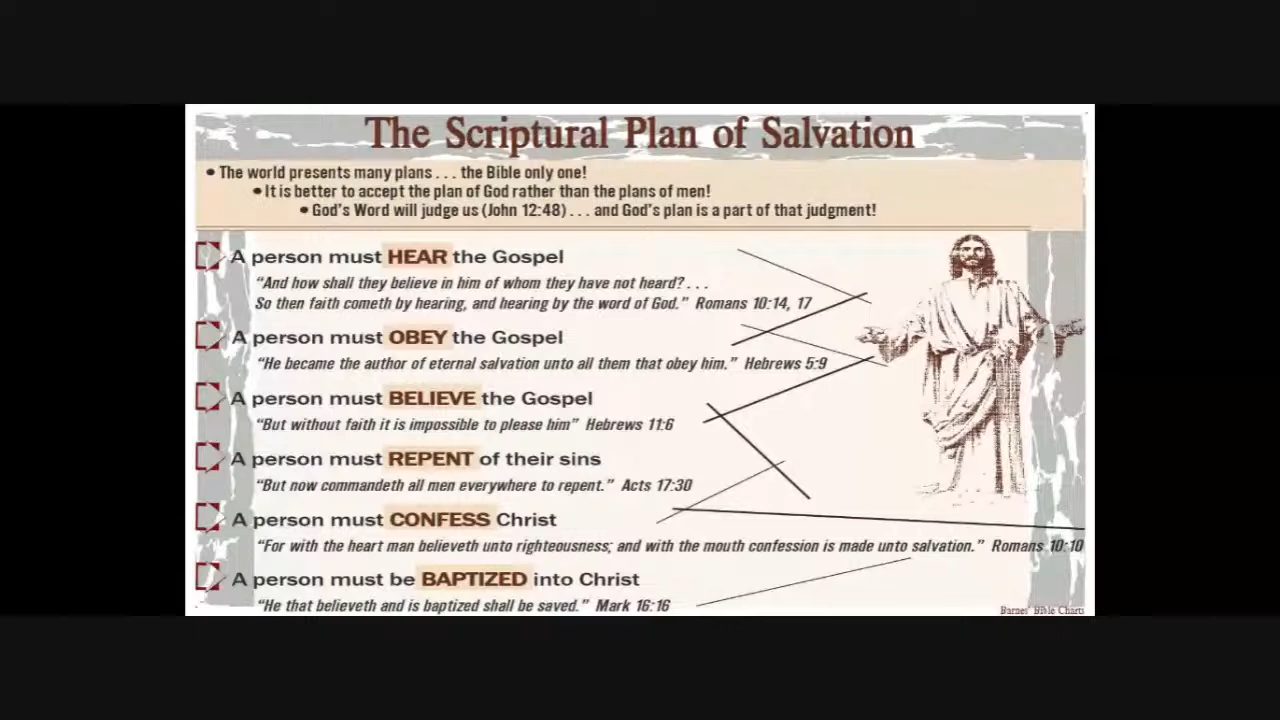 The Scriptural Plan of Salvation
• The world presents many plans . . . the Bible only one!
• It is better to accept the plan of God rather than the plans of men!
• God's Word will judge us (John 12:48) . . . and God's plan is a part of that judgment!
A person must HEAR the Gospel
“And how shall they believe in him of whom they have not heard? . . .
So then faith cometh by hearing, and hearing by the word of God.” Romans 10:14, 17
A person must OBEY the Gospel
“He became the author of eternal salvation unto all them that obey him.” Hebrews 5:9
A person must BELIEVE the Gospel
“But without faith it is impossible to please him” Hebrews 11:6
A person must REPENT of their sins
“But now commandeth all men everywhere to repent.” Acts 17:30
A person must CONFESS Christ
“For with the heart man believeth unto righteousness; and with the mouth confession is made unto salvation.” Romans 10:10
A person must be BAPTIZED into Christ
“He that believeth and is baptized shall be saved.” Mark 16:16
Barnes' Bible Charts